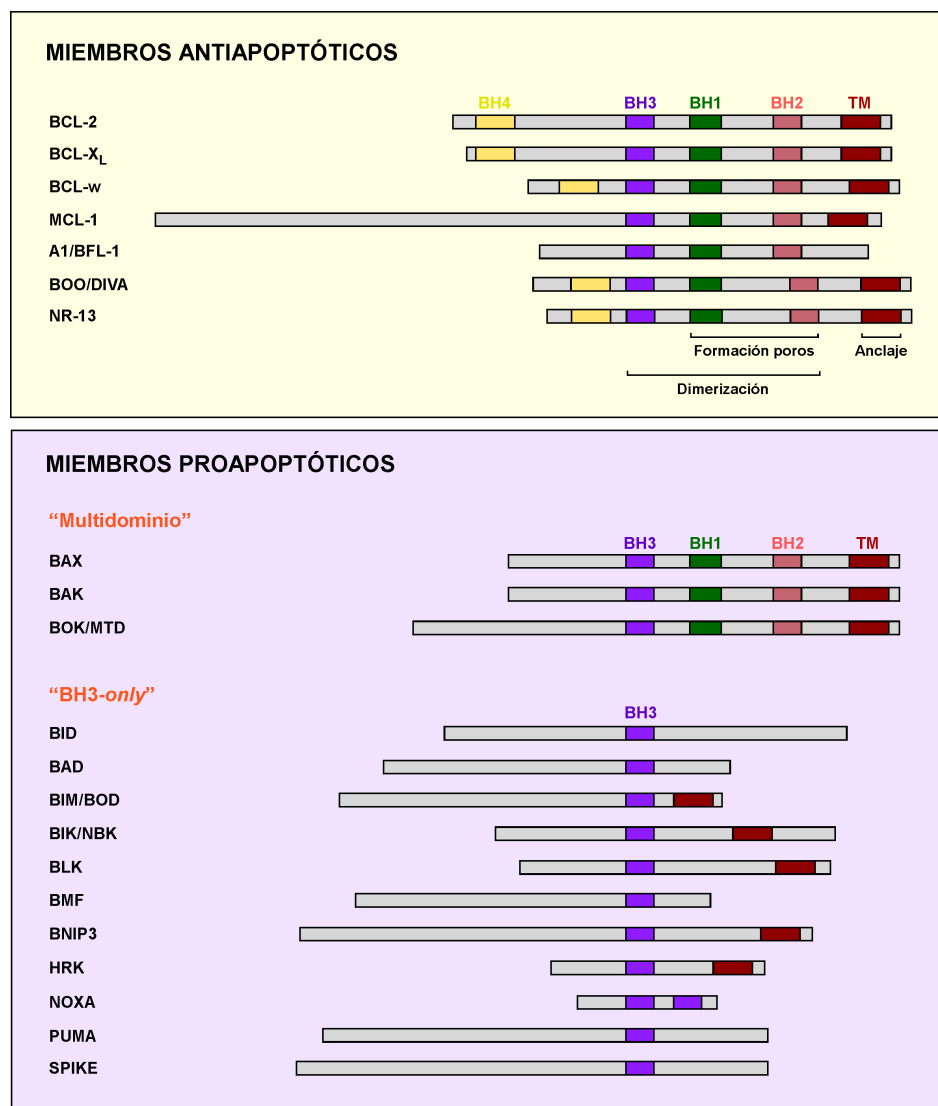 MIEMBROS ANTIAPOPTÓTICOS
BH4 BH3 BH1 BH2 TM
BCL-2
BCL-XL
BCL-w
MCL-1
A1/BFL-1
BOO/DIVA
NR-13
Formación poros Anclaje
Dimerización
MIEMBROS PROAPOPTÓTICOS
“Multidominio”
BH3 BH1 BH2 TM
BAX
BAK
BOK/MTD
“BH3-only”
BH3
BID
BAD
BIM/BOD
BIK/NBK
BLK
BMF
BNIP3
HRK
NOXA
PUMA
SPIKE